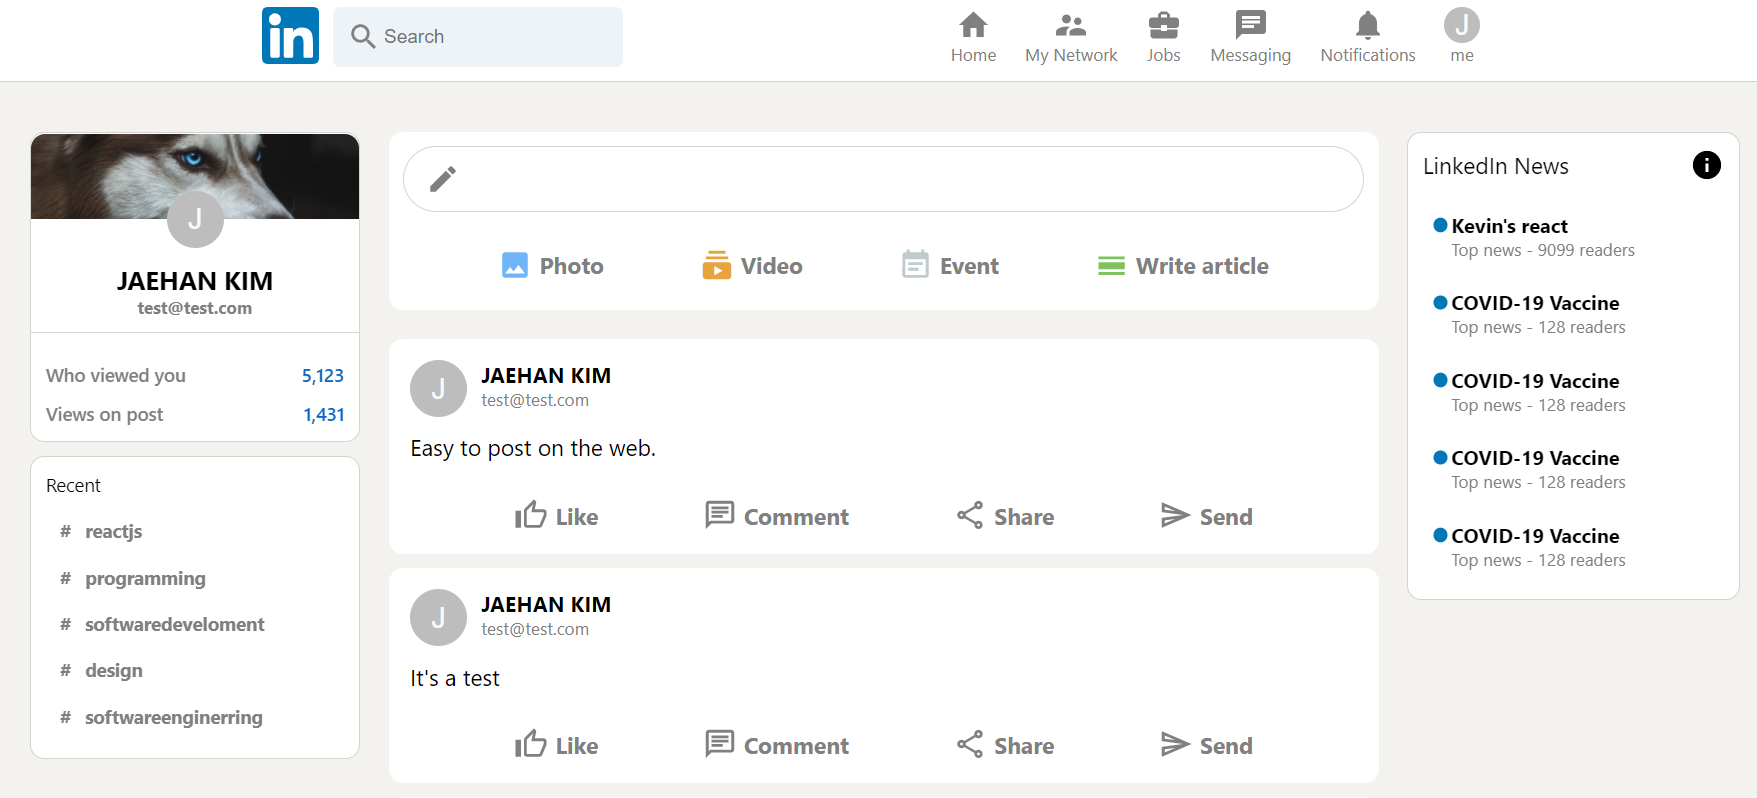 in
Search
Home
My Network
Jobs
Messaging
Notifications
J
me
J
JAEHAN KIM
test@test.com
Who viewed you 5,123
Views on post 1,431
Recent
# reactjs
# programming
# softwaredeveloment
# design
# softwareenginerring
Photo
Video
Event
Write article
J
JAEHAN KIM
test@test.com
Easy to post on the web.
Like
Comment
Share
Send
J
JAEHAN KIM
test@test.com
It's a test
Like
Comment
Share
Send
LinkedIn News
Kevin's react
Top news - 9099 readers
COVID-19 Vaccine
Top news - 128 readers
COVID-19 Vaccine
Top news - 128 readers
COVID-19 Vaccine
Top news - 128 readers
COVID-19 Vaccine
Top news - 128 readers